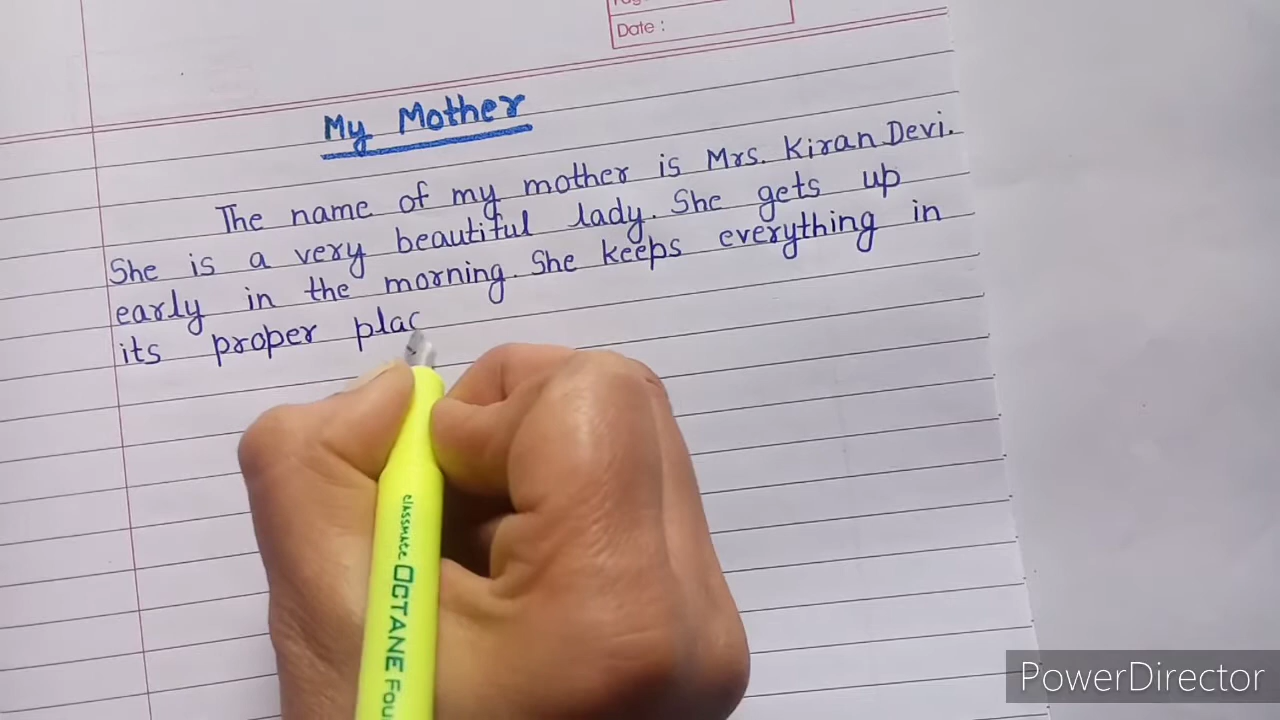 Date :
My Mother
The name of my mother is Mrs. Kiran Devi.
She is a very beautiful lady. She gets up
early in the morning. She keeps everything in
its proper plac
classmate OCTANE
PowerDirector